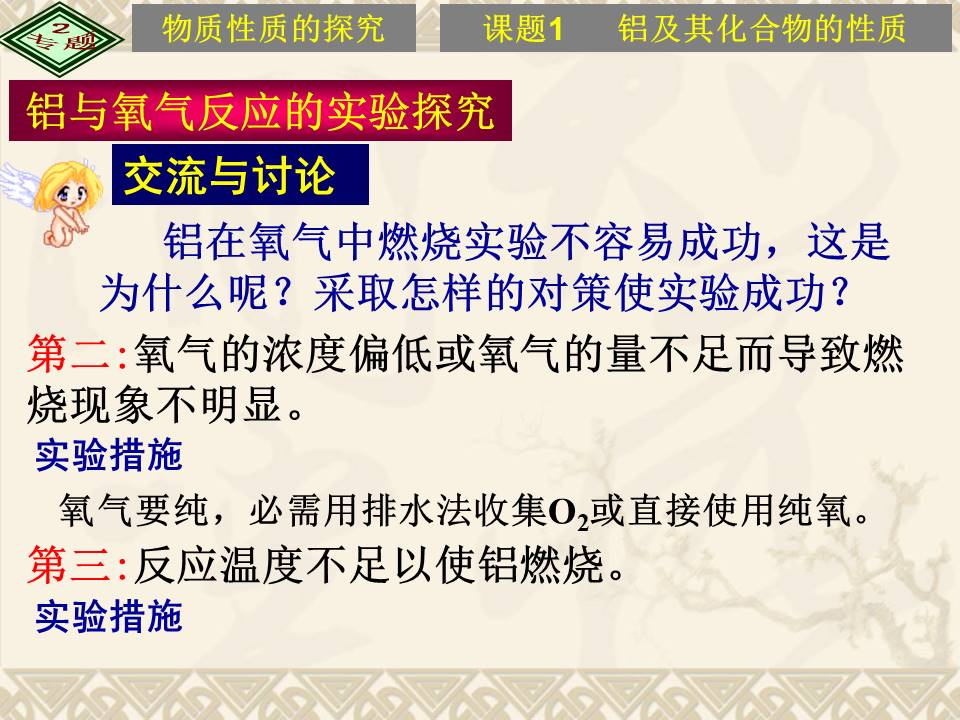 2
专题
物质性质的探究
课题1 铝及其化合物的性质
铝与氧气反应的实验探究
交流与讨论
铝在氧气中燃烧实验不容易成功，这是
为什么呢？采取怎样的对策使实验成功？
第二:氧气的浓度偏低或氧气的量不足而导致燃
烧现象不明显。
实验措施
氧气要纯，必需用排水法收集O₂或直接使用纯氧。
第三:反应温度不足以使铝燃烧。
实验措施